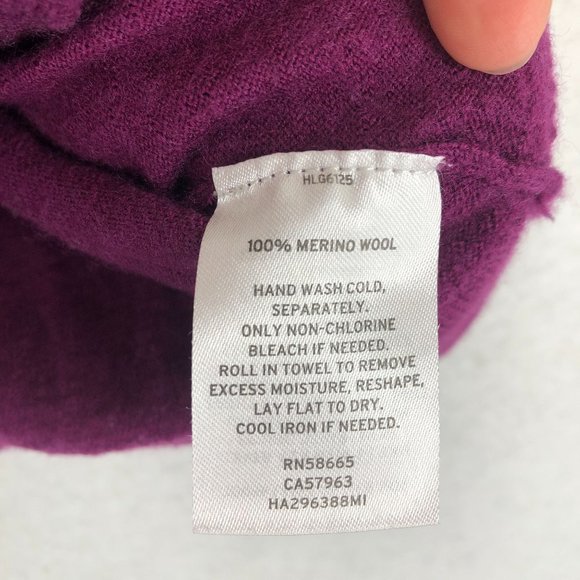 HLG6125
100% MERINO WOOL
HAND WASH COLD,
SEPARATELY.
ONLY NON-CHLORINE
BLEACH IF NEEDED.
ROLL IN TOWEL TO REMOVE
EXCESS MOISTURE, RESHAPE,
LAY FLAT TO DRY.
COOL IRON IF NEEDED.
RN58665
CA57963
HA296388MI